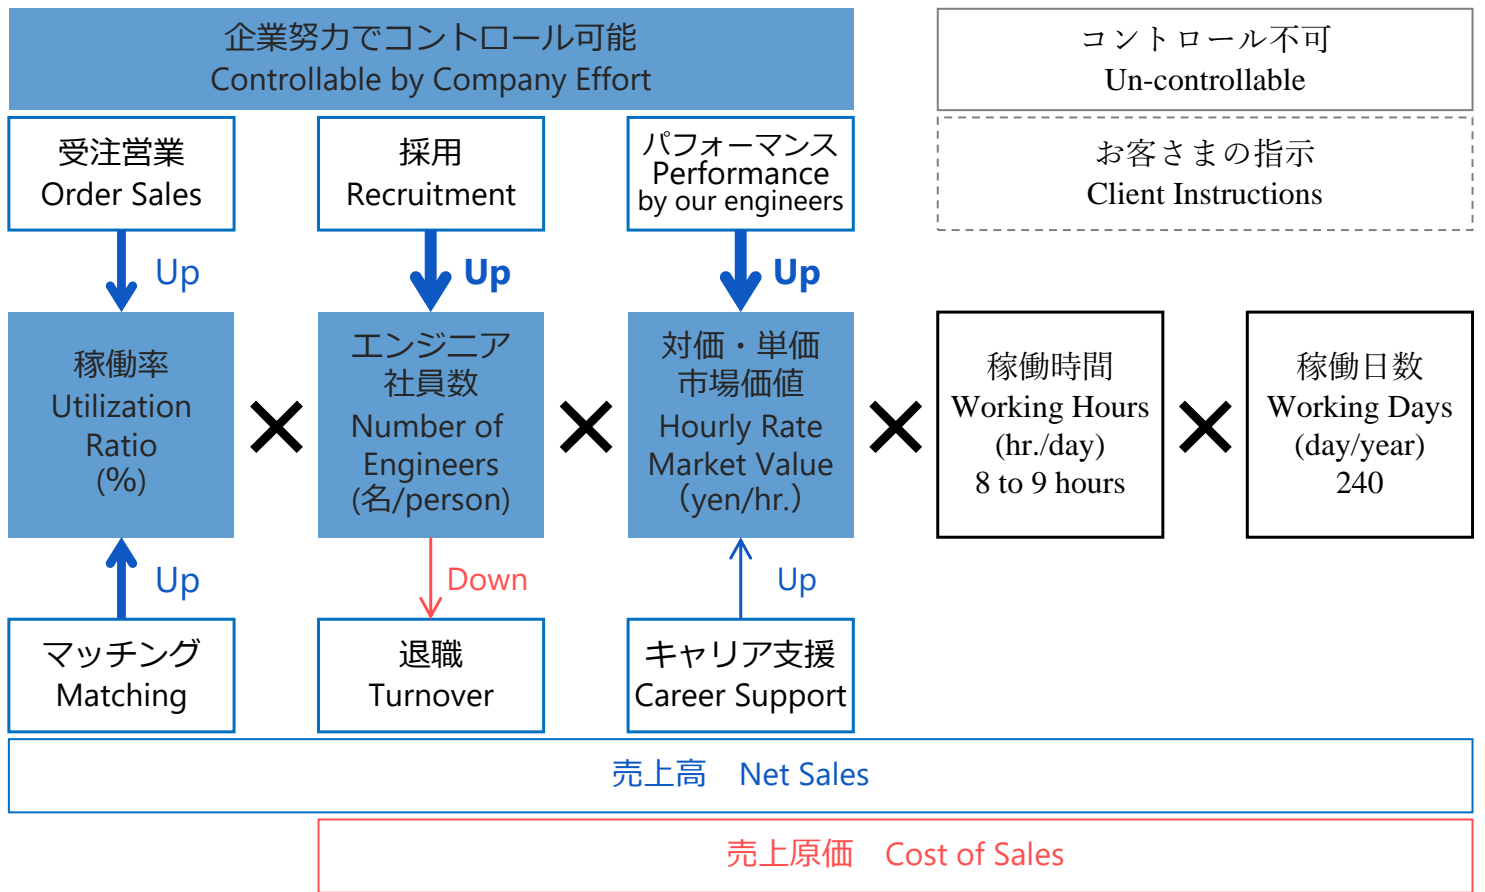 企業努力でコントロール可能
Controllable by Company Effort
コントロール不可
Un-controllable
受注営業
Order Sales
採用
Recruitment
パフォーマンス
Performance
by our engineers
お客さまの指示
Client Instructions
Up
Up
Up
稼働率
Utilization
Ratio
(%)
×
エンジニア
社員数
Number of
Engineers
(名/person)
×
対価・単価
市場価値
Hourly Rate
Market Value
（yen/hr.）
×
稼働時間
Working Hours
(hr./day)
8 to 9 hours
×
稼働日数
Working Days
(day/year)
240
Up
Down
Up
マッチング
Matching
退職
Turnover
キャリア支援
Career Support
売上高　Net Sales
売上原価　Cost of Sales